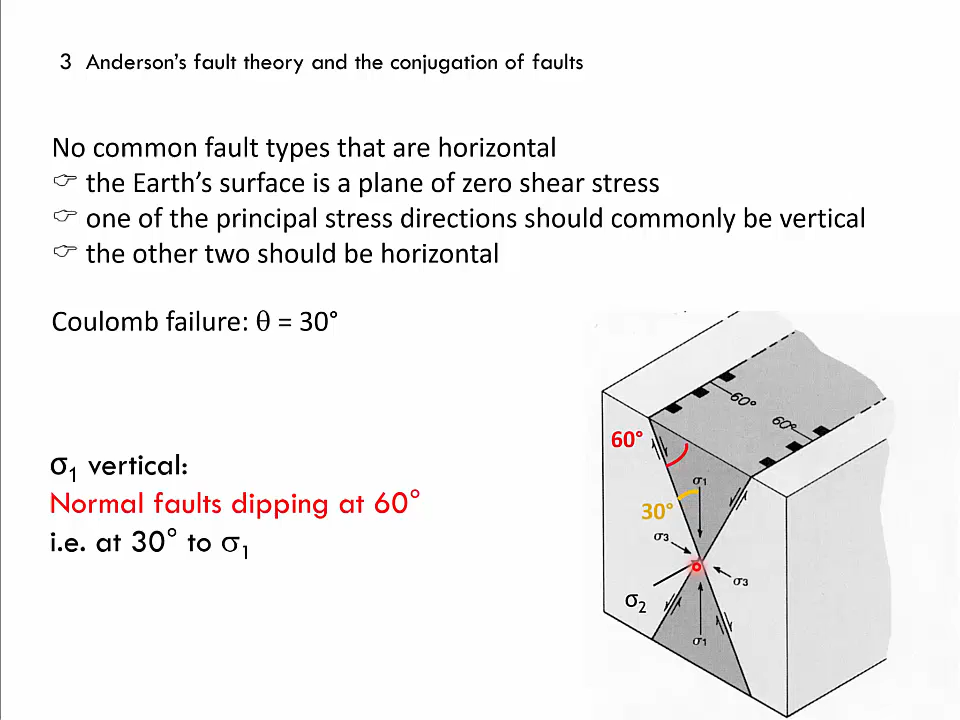 3 Anderson's fault theory and the conjugation of faults
No common fault types that are horizontal
☞ the Earth's surface is a plane of zero shear stress
☞ one of the principal stress directions should commonly be vertical
☞ the other two should be horizontal
Coulomb failure: θ = 30°
σ1 vertical:
Normal faults dipping at 60°
i.e. at 30° to σ1
60°
60°
60°
σ1
30°
σ3
σ3
σ2
σ1